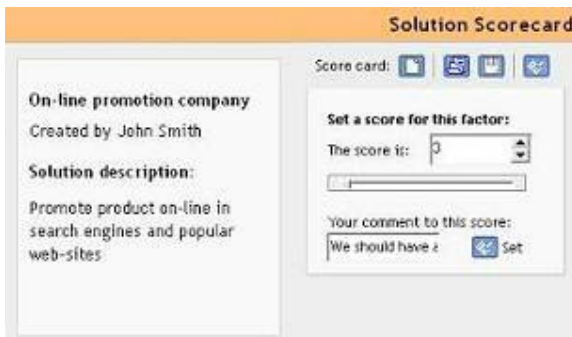 Solution Scorecard
Score card:
On-line promotion company
Created by John Smith
Solution description:
Promote product on-line in
search engines and popular
web-sites
Set a score for this factor:
The score is: 3
Your comment to this score:
We should have a
Set